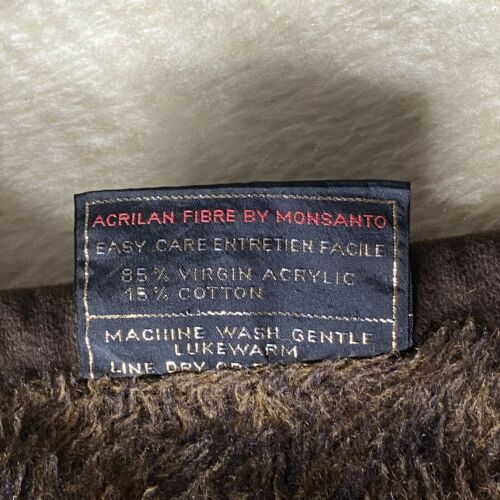 ACRILAN FIBRE BY MONSANTO
EASY CARE ENTRETIEN FACILE
85% VIRGIN ACRYLIC
15% COTTON
MACHINE WASH GENTLE
LUKEWARM
LINE DRY OR